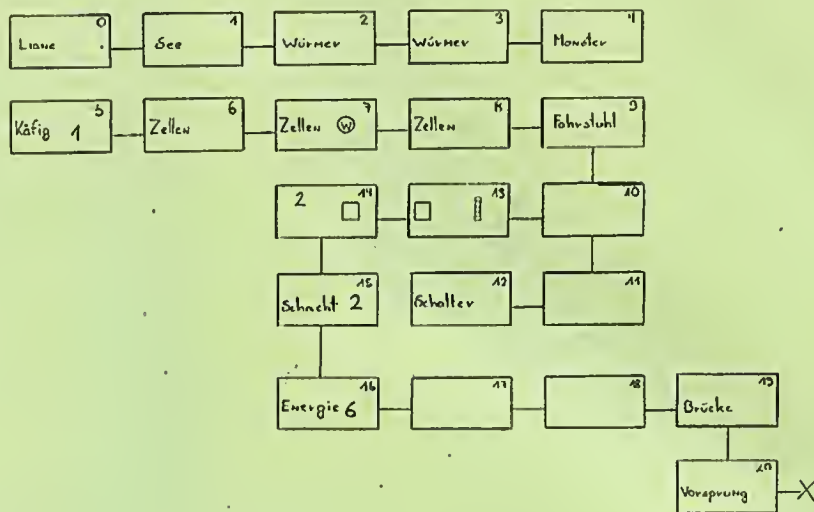 0
Liane
1
See
2
Würmer
3
Würmer
4
Monster
5
Käfig 1
6
Zellen
7
Zellen W
8
Zellen
9
Fahrstuhl
14
2
13
10
15
Schacht 2
12
Schalter
11
16
Energie 6
17
18
19
Brücke
20
Vorsprung
X